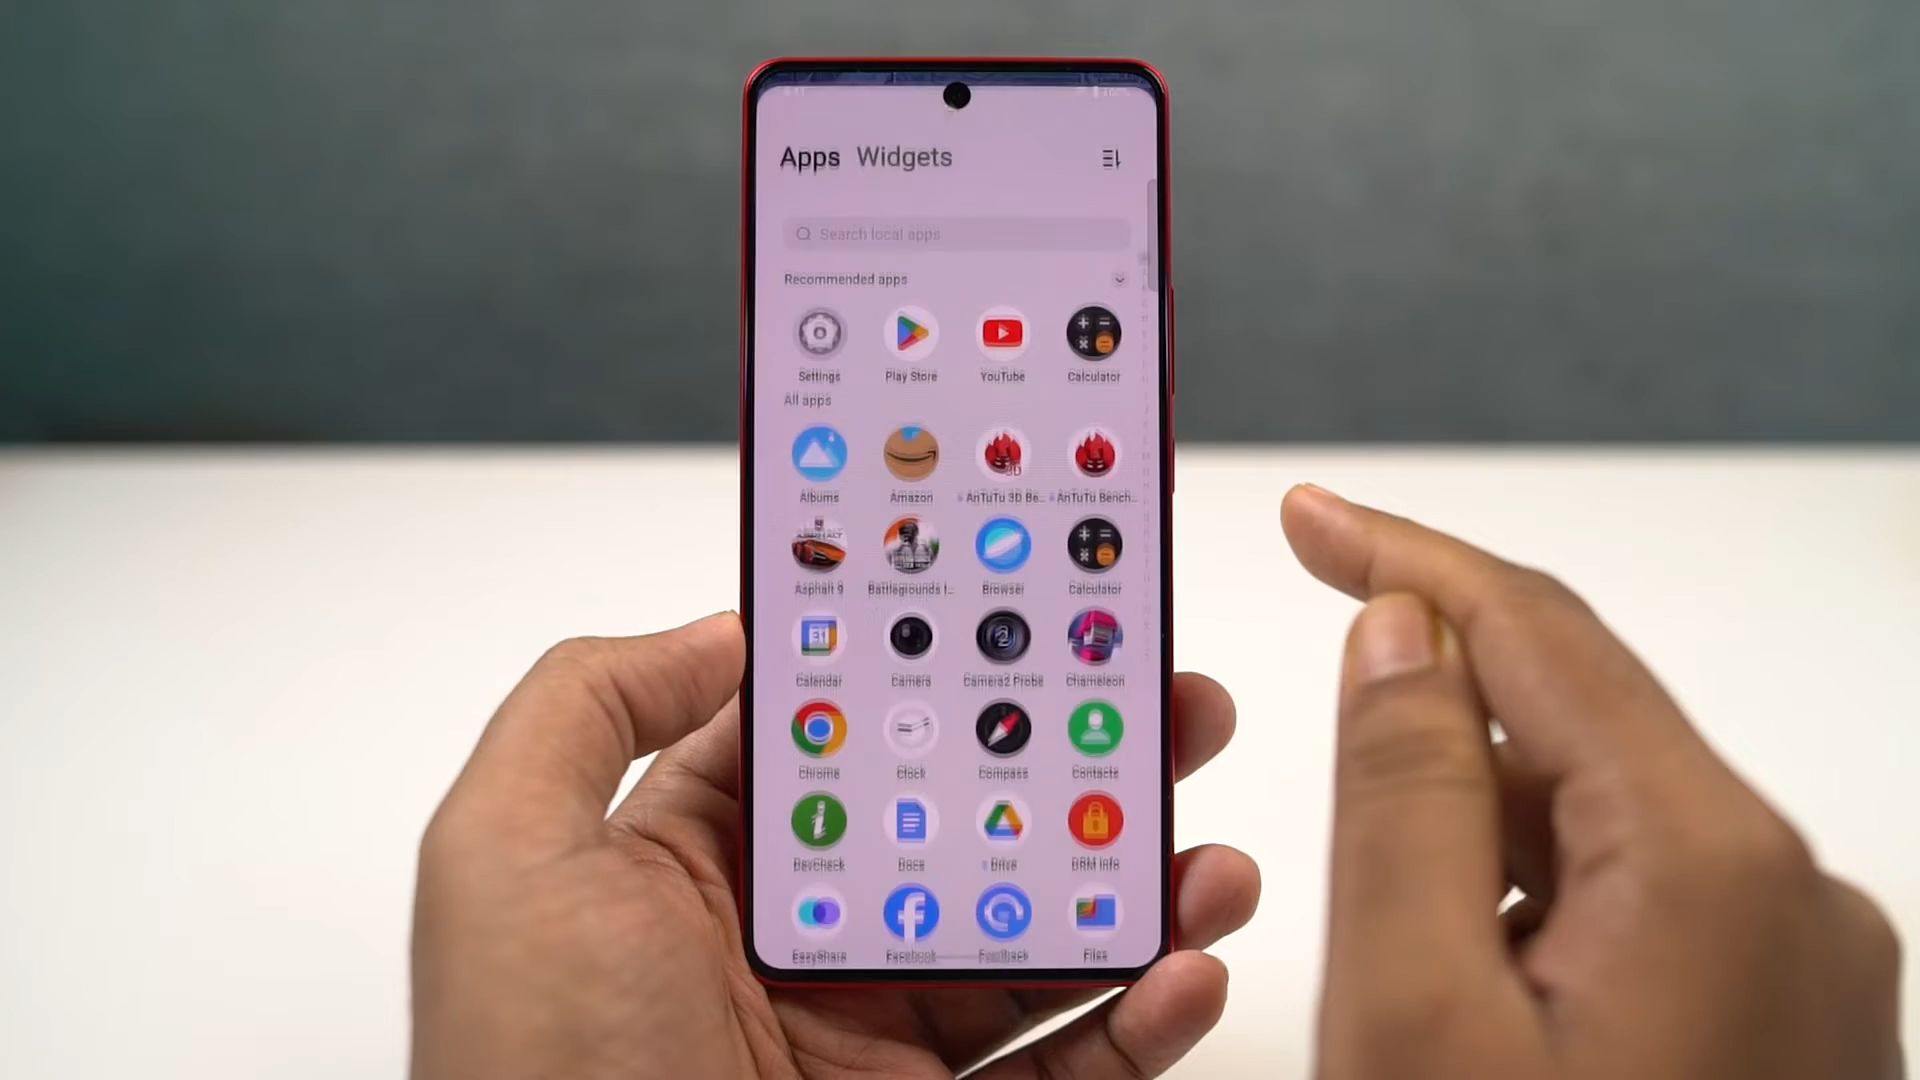 Apps Widgets
Search local apps
Recommended apps
Settings Play Store YouTube Calculator
All apps
Albums Amazon AnTuTu 3D Be... AnTuTu Bench...
Asphalt 9 Battlegrounds I... Browser Calculator
31
Calendar Camera Camera2 Probe Chameleon
Chrome Clock Compass Contacts
DevCheck Docs Drive DRM Info
EasyShare Facebook Feedback Files